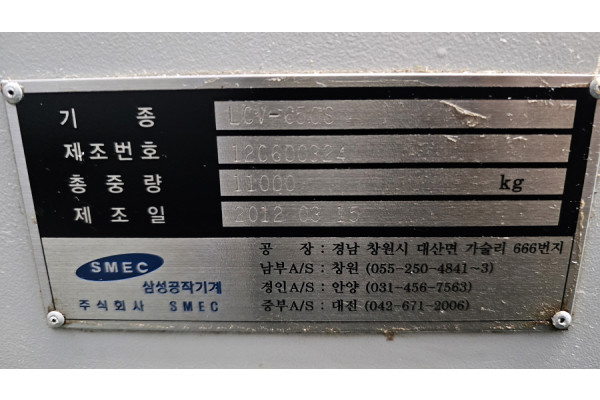 기 종
제조번호 12C600324
총중량 11000 kg
제조일 2012 03 15
SMEC
삼성공작기계
주식회사 SMEC
공 장 : 경남 창원시 대산면 가술리 666번지
남부A/S : 창원 (055-250-4841~3)
경인A/S : 안양 (031-456-7563)
중부A/S : 대전 (042-671-2006)